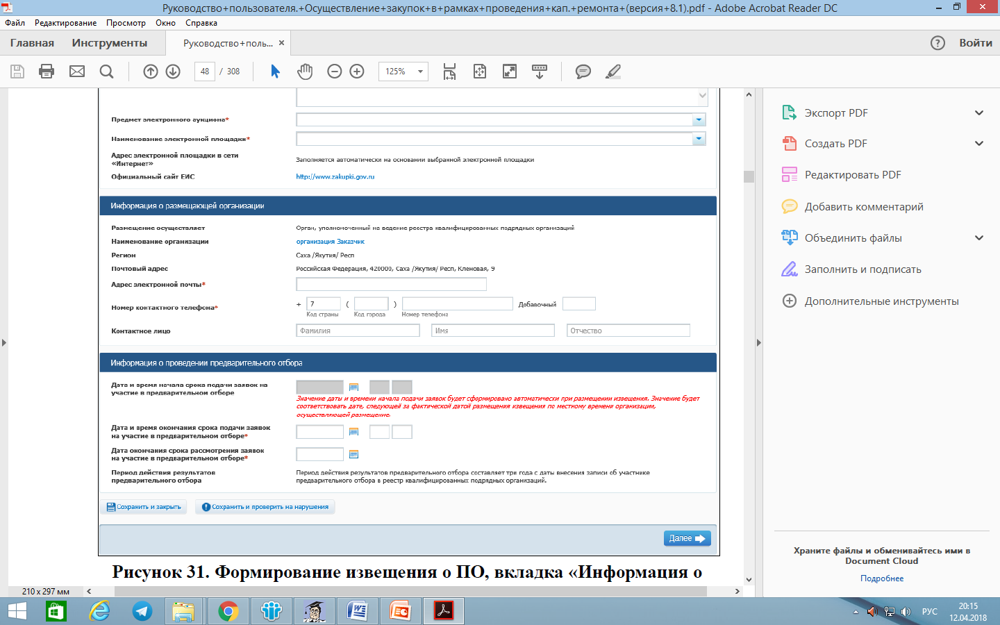 Руководство+пользователя.+Осуществление+закупок+в+рамках+проведения+кап.+ремонта+(версия+8.1).pdf - Adobe Acrobat Reader DC
Файл Редактирование Просмотр Окно Справка
Главная Инструменты Руководство+поль... × Войти
48 / 308 125%
Предмет электронного аукциона*
Наименование электронной площадки*
Адрес электронной площадки в сети
«Интернет»
Заполняется автоматически на основании выбранной электронной площадки
Официальный сайт ЕИС http://www.zakupki.gov.ru
Информация о размещающей организации
Размещение осуществляет Орган, уполномоченный на ведение реестра квалифицированных подрядных организаций
Наименование организации организация Заказчик
Регион Саха /Якутия/ Респ
Почтовый адрес Российская Федерация, 420000, Саха /Якутия/ Респ, Кленовая, 9
Адрес электронной почты*
Номер контактного телефона* + 7 ( ) Добавочный
Код страны Код города Номер телефона
Контактное лицо Фамилия Имя Отчество
Информация о проведении предварительного отбора
Дата и время начала срока подачи заявок на
участие в предварительном отборе
Значение даты и времени начала подачи заявок будет сформировано автоматически при размещении извещения. Значение будет
соответствовать дате, следующей за фактической датой размещения извещения по местному времени организации,
осуществляющей размещение.
Дата и время окончания срока подачи заявок
на участие в предварительном отборе*
Дата окончания срока рассмотрения заявок
на участие в предварительном отборе*
Период действия результатов
предварительного отбора
Период действия результатов предварительного отбора составляет три года с даты внесения записи об участнике
предварительного отбора в реестр квалифицированных подрядных организаций.
Сохранить и закрыть Сохранить и проверить на нарушения
Далее
Рисунок 31. Формирование извещения о ПО, вкладка «Информация о
210 x 297 мм
Экспорт PDF
Создать PDF
Редактировать PDF
Добавить комментарий
Объединить файлы
Заполнить и подписать
Дополнительные инструменты
Храните файлы и обменивайтесь ими в
Document Cloud
Подробнее
РУС
20:15
12.04.2018